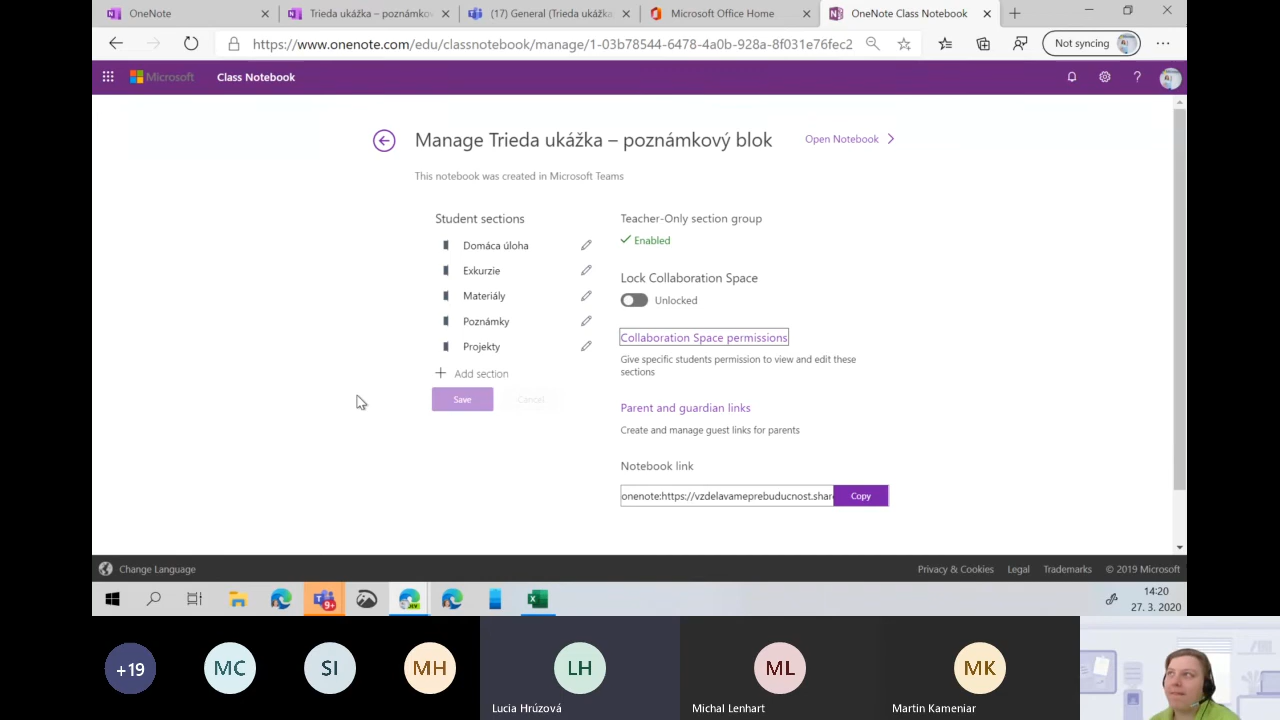 OneNote
Trieda ukážka – poznámkov
(17) General (Trieda ukážka
Microsoft Office Home
OneNote Class Notebook
https://www.onenote.com/edu/classnotebook/manage/1-03b78544-6478-4a0b-928a-8f031e76fec2
Not syncing
Microsoft
Class Notebook
?
Manage Trieda ukážka – poznámkový blok
Open Notebook
This notebook was created in Microsoft Teams
Student sections
Domáca úloha
Exkurzie
Materiály
Poznámky
Projekty
Add section
Save
Cancel
Teacher-Only section group
Enabled
Lock Collaboration Space
Unlocked
Collaboration Space permissions
Give specific students permission to view and edit these
sections
Parent and guardian links
Create and manage guest links for parents
Notebook link
onenote:https://vzdelavameprebuducnost.share
Copy
Change Language
Privacy & Cookies
Legal
Trademarks
© 2019 Microsoft
9+
14:20
27. 3. 2020
+19
MC
SI
MH
LH
ML
MK
Lucia Hrúzová
Michal Lenhart
Martin Kameniar